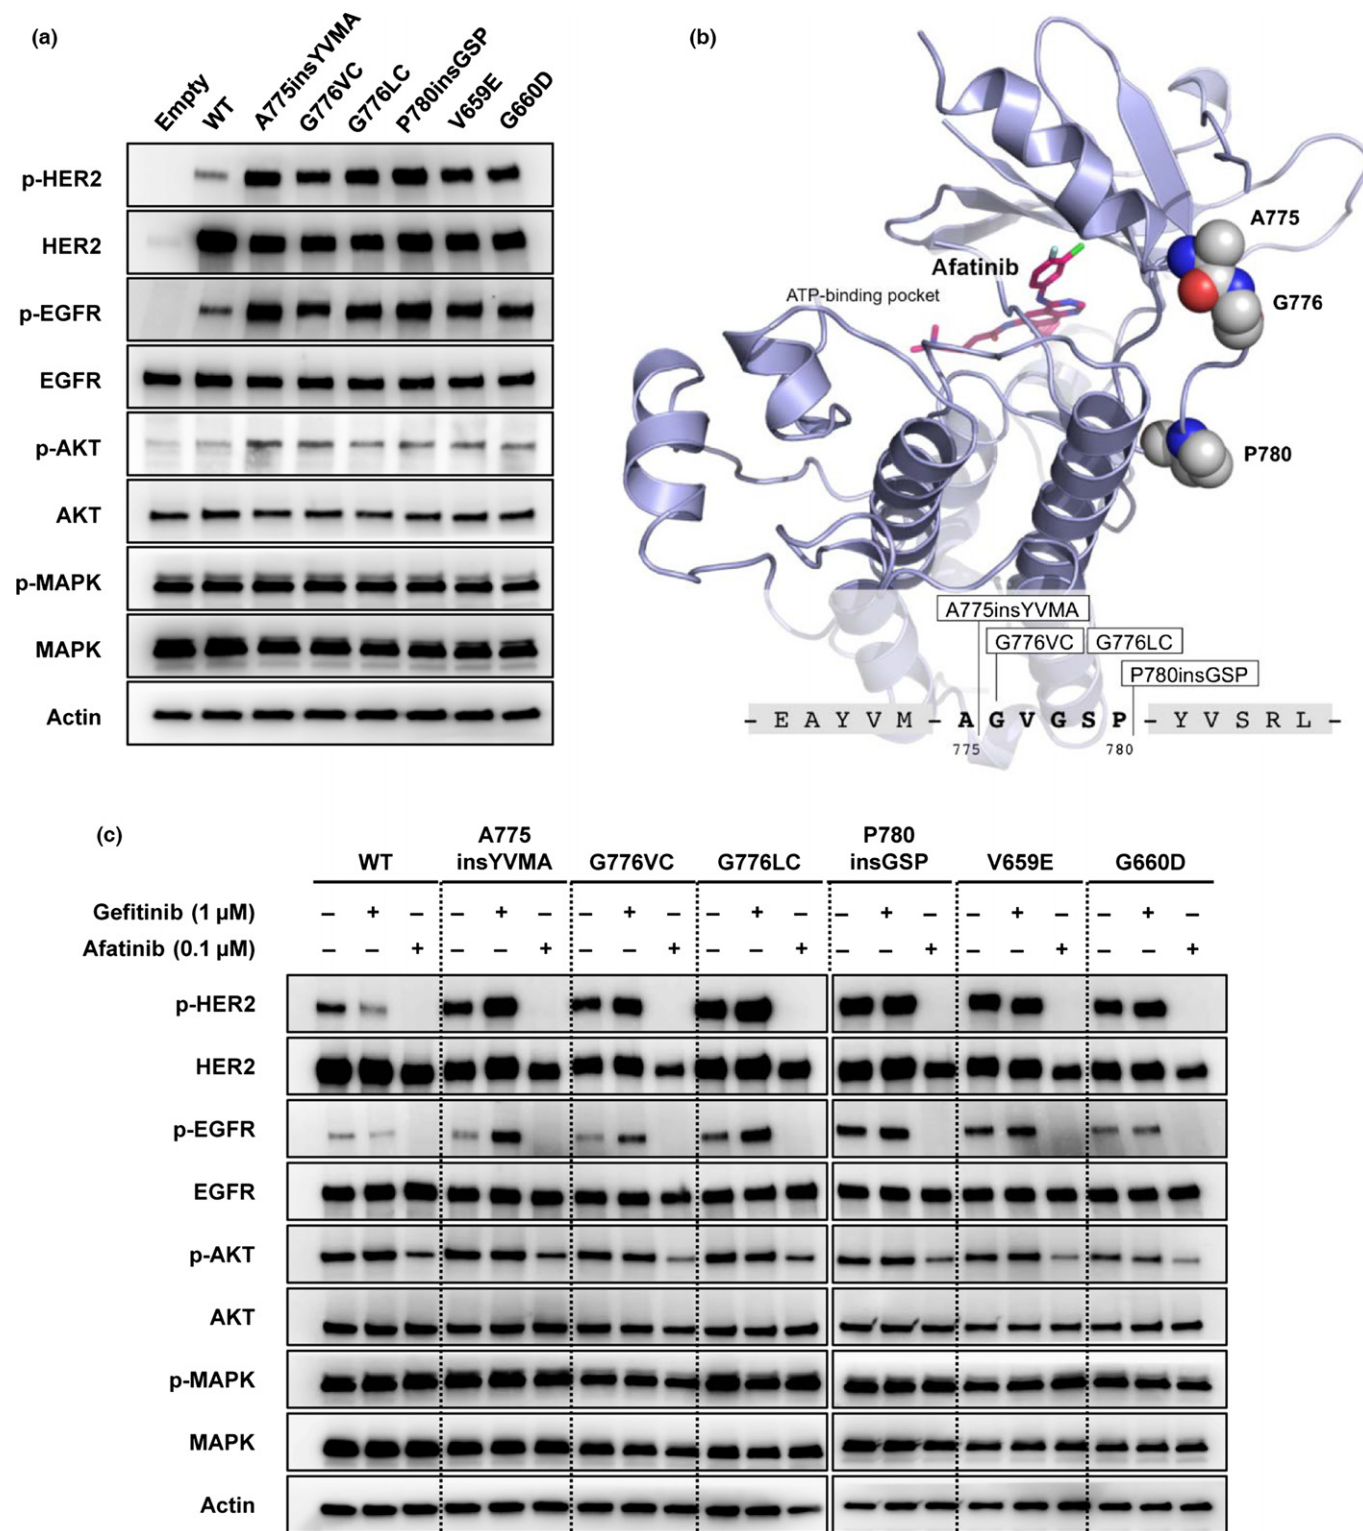 (a)
Empty WT A775insYVMA G776VC G776LC P780insGSP V659E G660D
p-HER2
HER2
p-EGFR
EGFR
p-AKT
AKT
p-MAPK
MAPK
Actin
(b)
A775
Afatinib
ATP-binding pocket
G776
P780
A775insYVMA
G776VC G776LC
P780insGSP
– E A Y V M – A G V G S P – Y V S R L –
775 780
(c)
WT A775 insYVMA G776VC G776LC P780 insGSP V659E G660D
Gefitinib (1 µM) – + – – + – – + – – + – – + – – + – – + –
Afatinib (0.1 µM) – – + – – + – – + – – + – – + – – + – – +
p-HER2
HER2
p-EGFR
EGFR
p-AKT
AKT
p-MAPK
MAPK
Actin